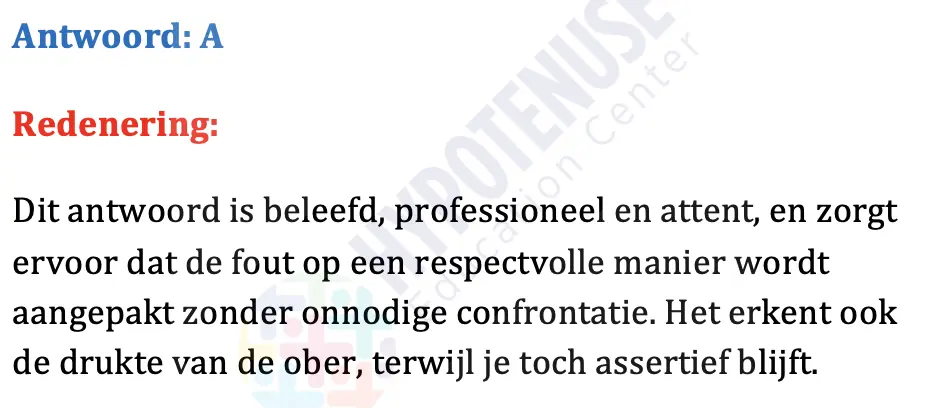 Antwoord: A
Redenering:
Dit antwoord is beleefd, professioneel en attent, en zorgt
ervoor dat de fout op een respectvolle manier wordt
aangepakt zonder onnodige confrontatie. Het erkent ook
de drukte van de ober, terwijl je toch assertief blijft.
HYPOTENUSE
Education Center